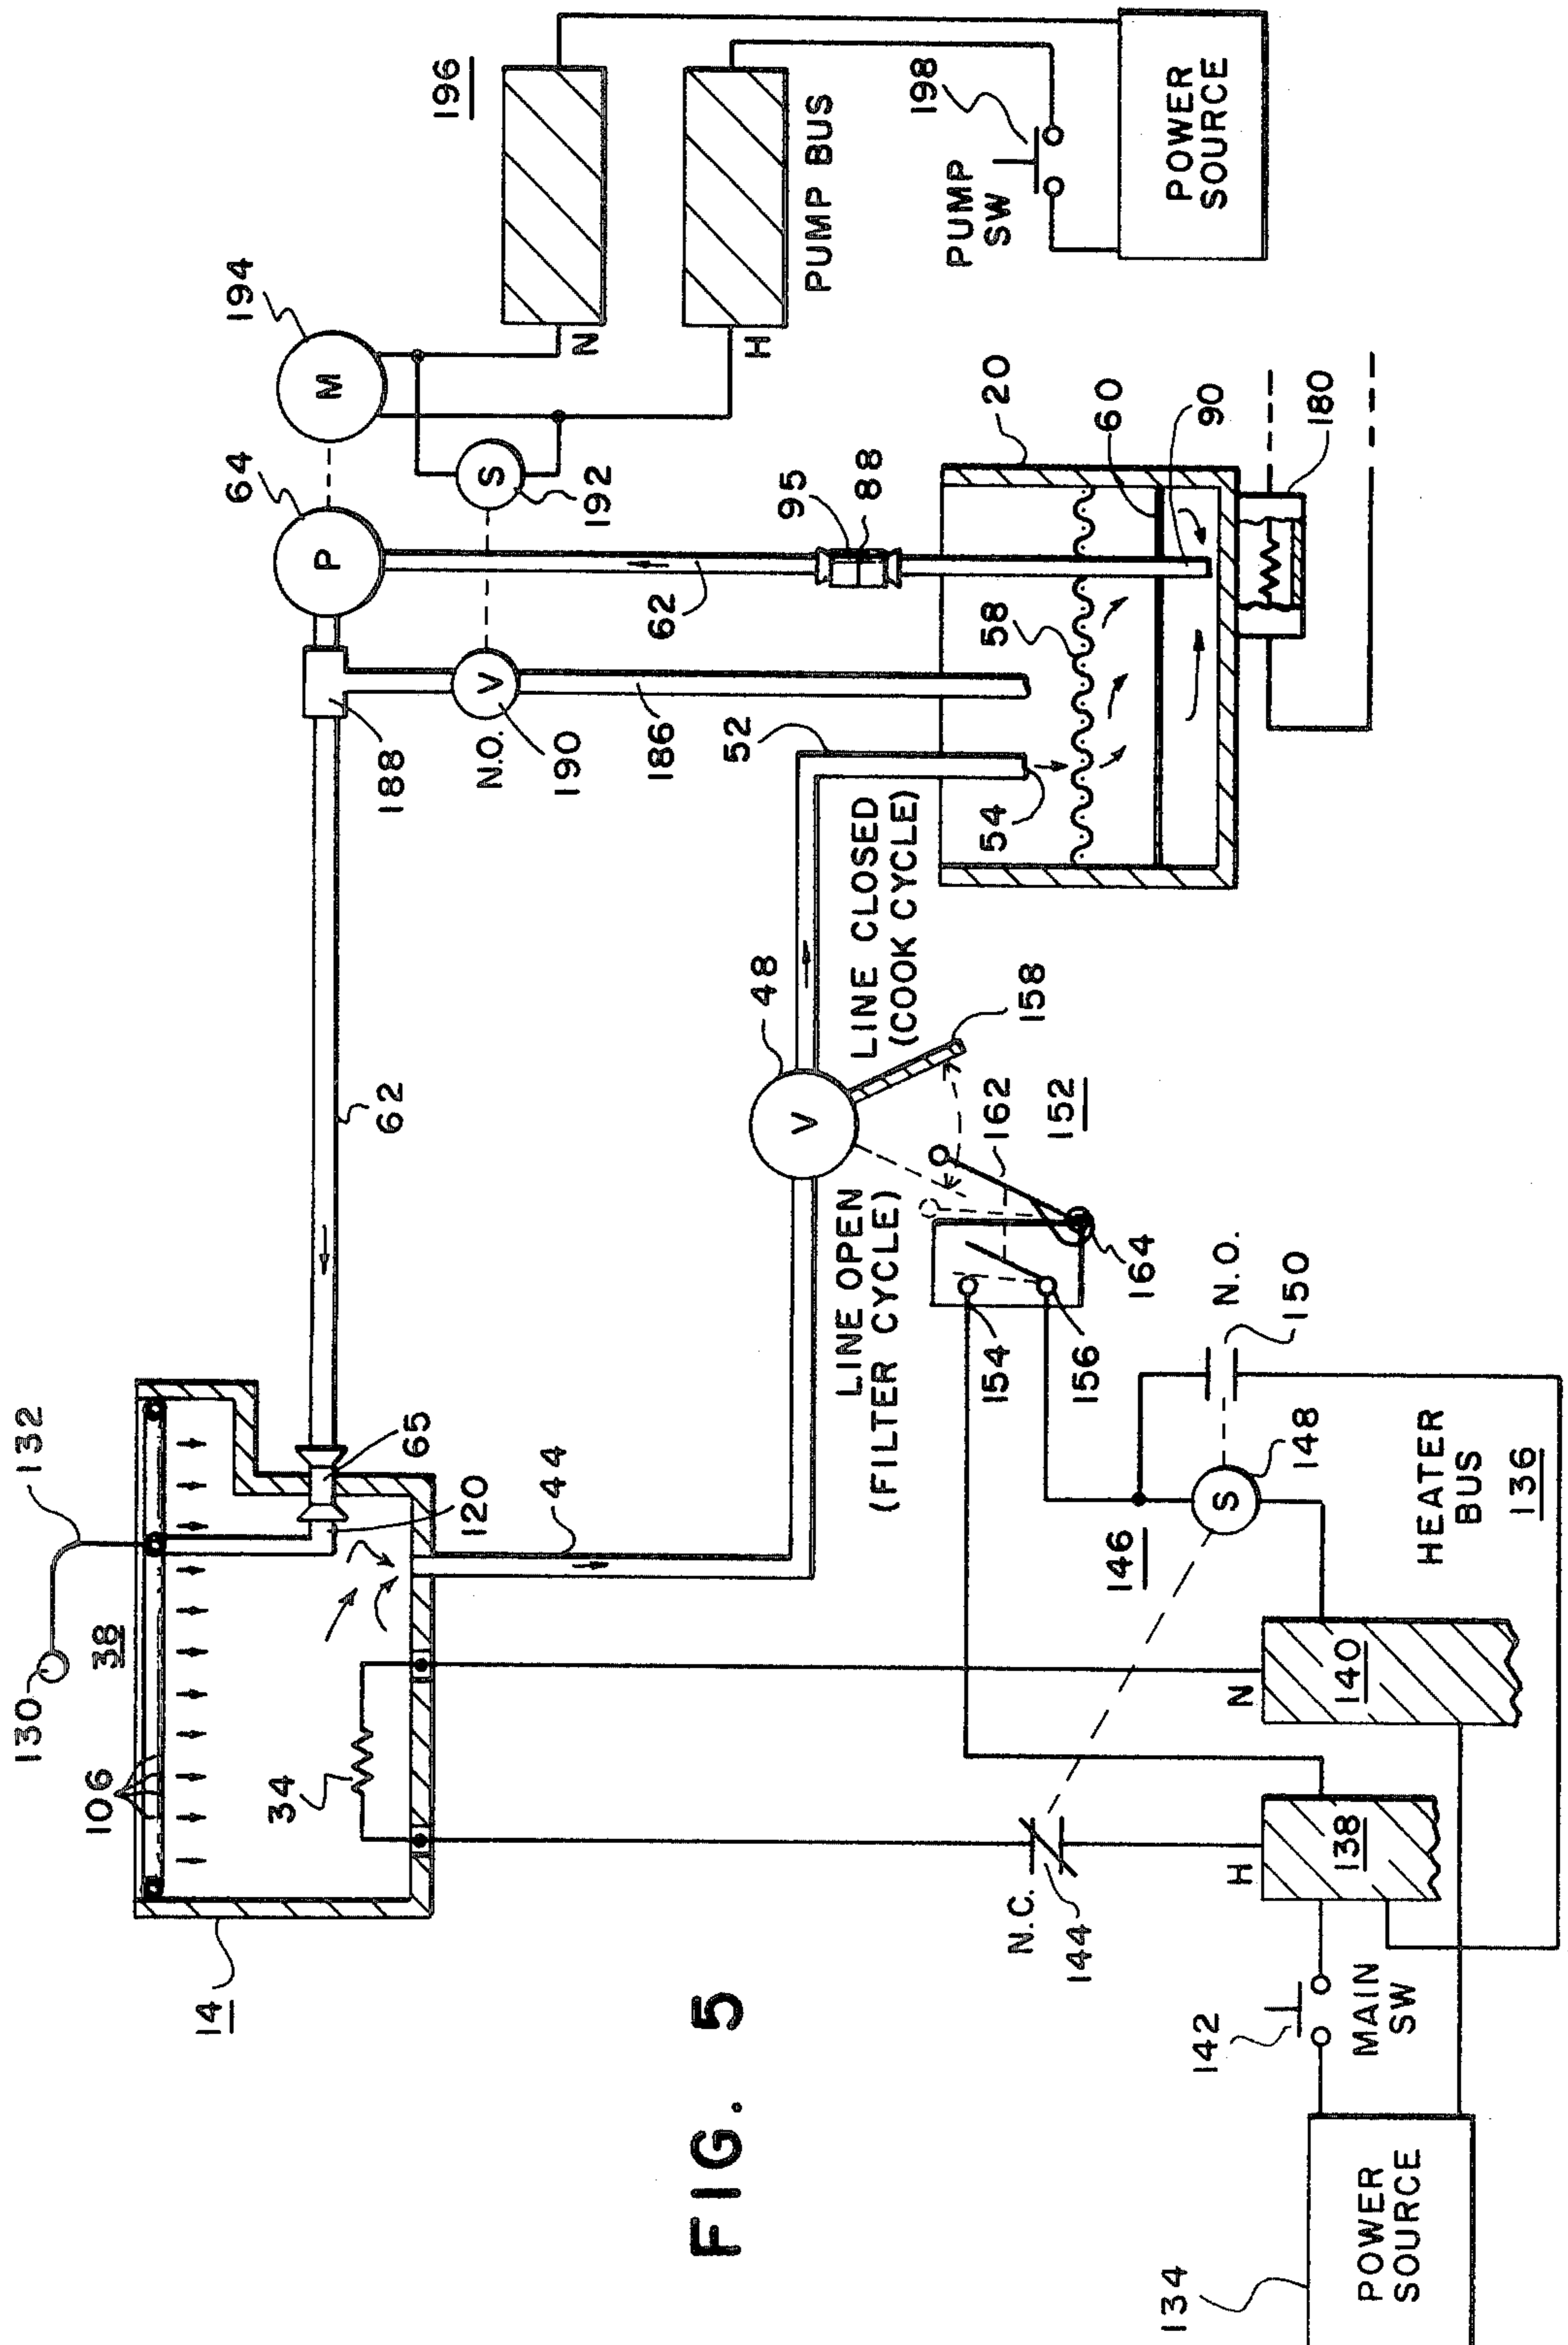 130
132
106
38
14
65
120
44
34
62
188
64
194
196
N.O.
190
192
186
62
N
H
PUMP BUS
FIG. 5
48
52
95
88
LINE OPEN
(FILTER CYCLE)
LINE CLOSED
(COOK CYCLE)
54
58
20
60
90
180
PUMP
SW
198
POWER
SOURCE
P
M
S
V
V
158
162
152
154
156
164
N.C.
144
146
N.O.
150
148
S
H
N
138
140
HEATER
BUS
136
142
MAIN
SW
134
POWER
SOURCE